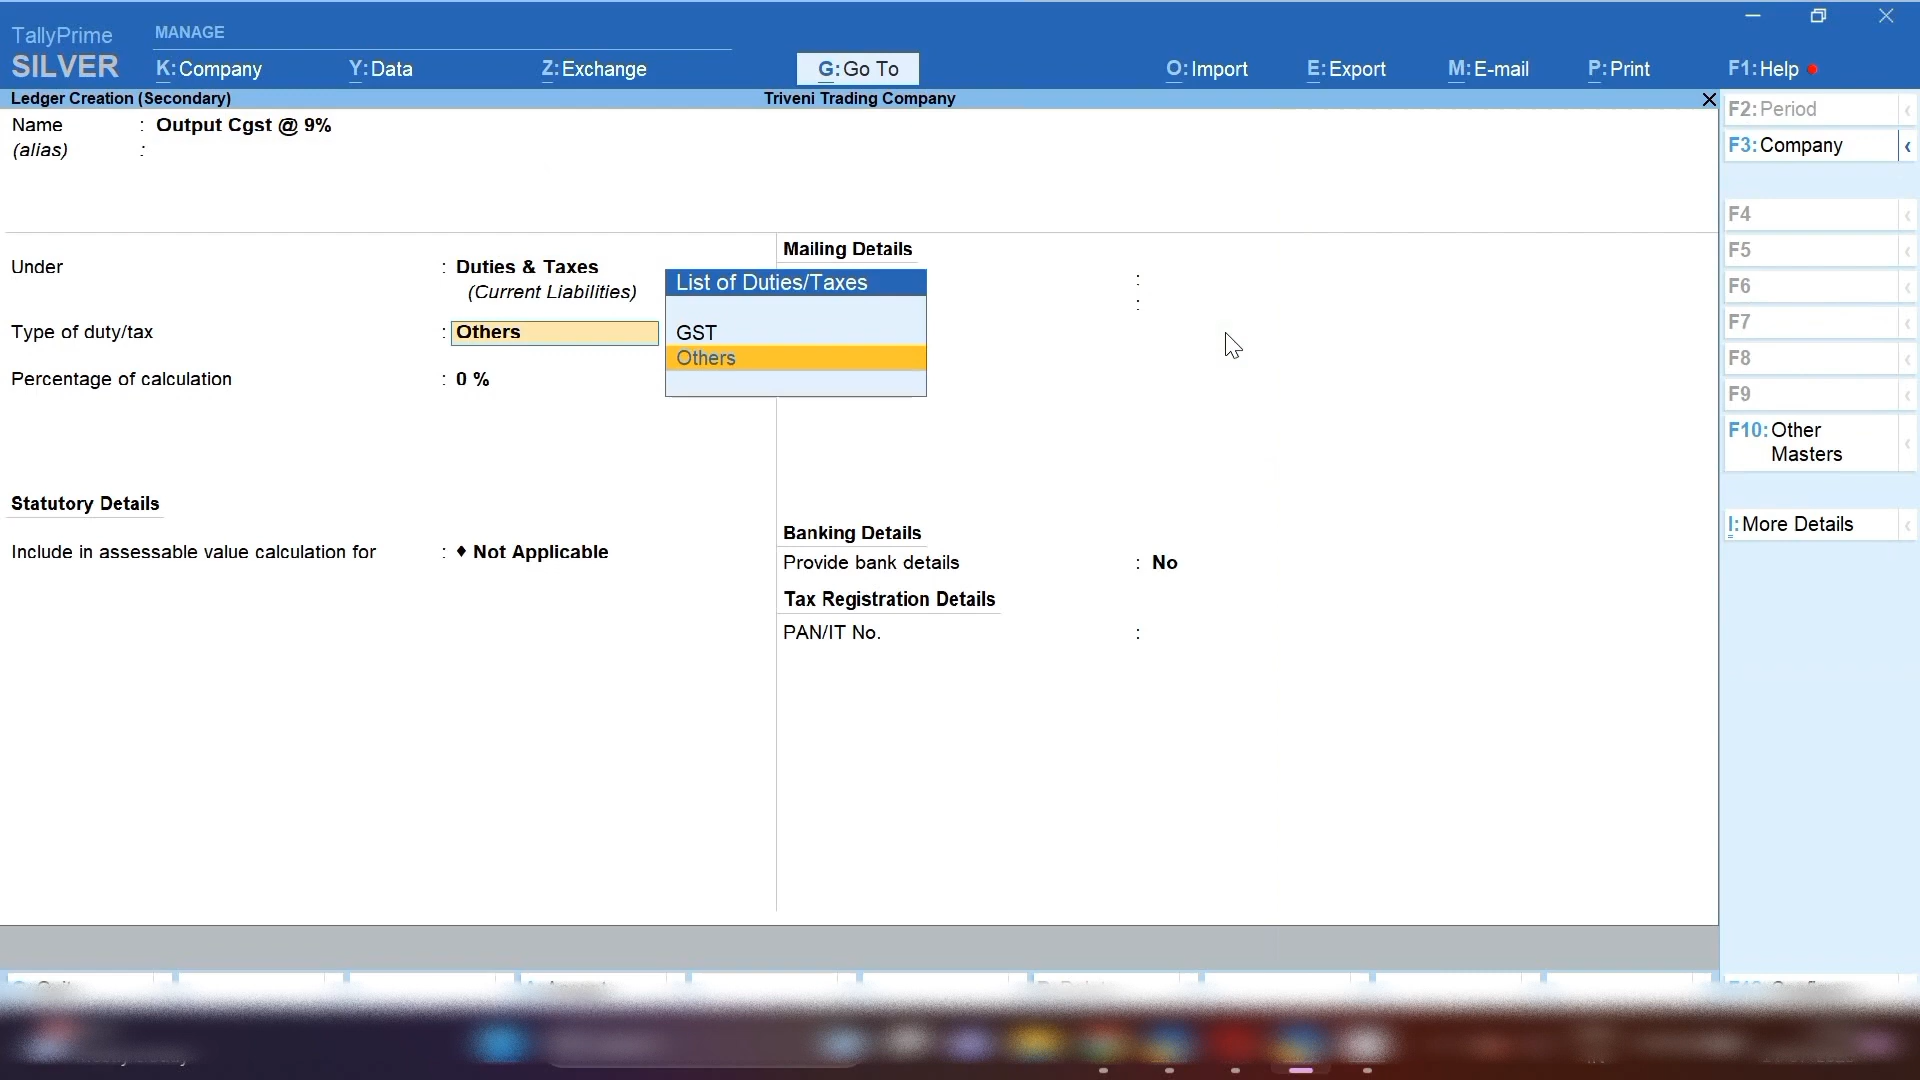 TallyPrime
SILVER
MANAGE
K:Company
Y:Data
Z:Exchange
G:Go To
O:Import
E:Export
M:E-mail
P:Print
F1:Help
Ledger Creation (Secondary)
Triveni Trading Company
Name : Output Cgst @ 9%
(alias) :
Under : Duties & Taxes
(Current Liabilities)
Type of duty/tax : Others
Percentage of calculation : 0 %
List of Duties/Taxes
GST
Others
Statutory Details
Include in assessable value calculation for : ♦ Not Applicable
Mailing Details
:
:
Banking Details
Provide bank details : No
Tax Registration Details
PAN/IT No. :
F2:Period
F3:Company
F4
F5
F6
F7
F8
F9
F10:Other
Masters
I:More Details